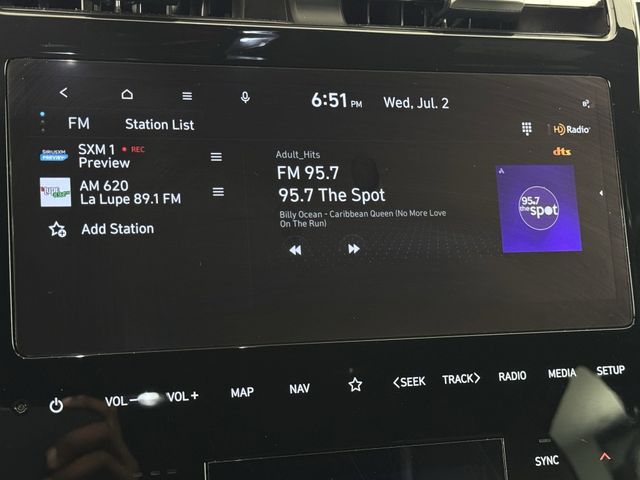 6:51 PM Wed, Jul. 2
FM Station List
HD Radio
dts
SIRIUSXM
PREVIEW
SXM 1 REC
Preview
AM 620
La Lupe 89.1 FM
Add Station
Adult_Hits
FM 95.7
95.7 The Spot
Billy Ocean - Caribbean Queen (No More Love
On The Run)
95.7
the spot
VOL- VOL+ MAP NAV <SEEK TRACK> RADIO MEDIA SETUP
SYNC